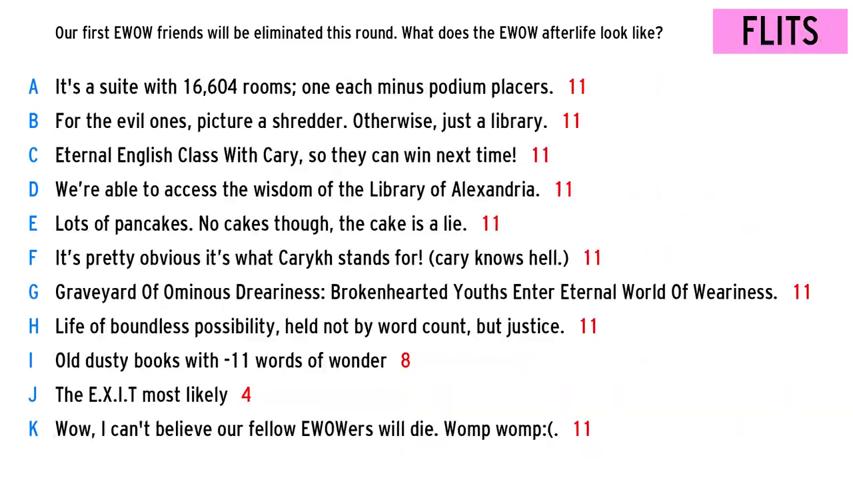 Our first EWOW friends will be eliminated this round. What does the EWOW afterlife look like?
FLITS
A It's a suite with 16,604 rooms; one each minus podium placers. 11
B For the evil ones, picture a shredder. Otherwise, just a library. 11
C Eternal English Class With Cary, so they can win next time! 11
D We’re able to access the wisdom of the Library of Alexandria. 11
E Lots of pancakes. No cakes though, the cake is a lie. 11
F It’s pretty obvious it’s what Carykh stands for! (cary knows hell.) 11
G Graveyard Of Ominous Dreariness: Brokenhearted Youths Enter Eternal World Of Weariness. 11
H Life of boundless possibility, held not by word count, but justice. 11
I Old dusty books with -11 words of wonder 8
J The E.X.I.T most likely 4
K Wow, I can't believe our fellow EWOWers will die. Womp womp:(. 11